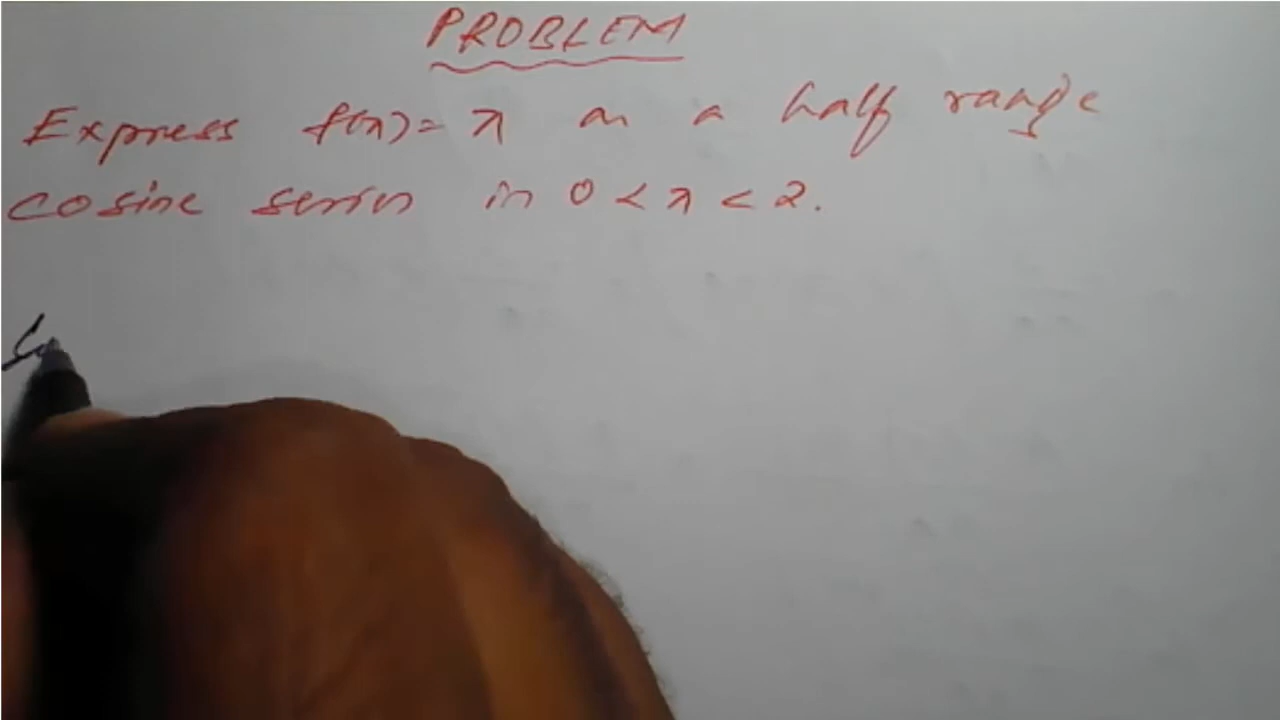 PROBLEM
Express f(x) = x as a half range
cosine series in 0 < x < 2.